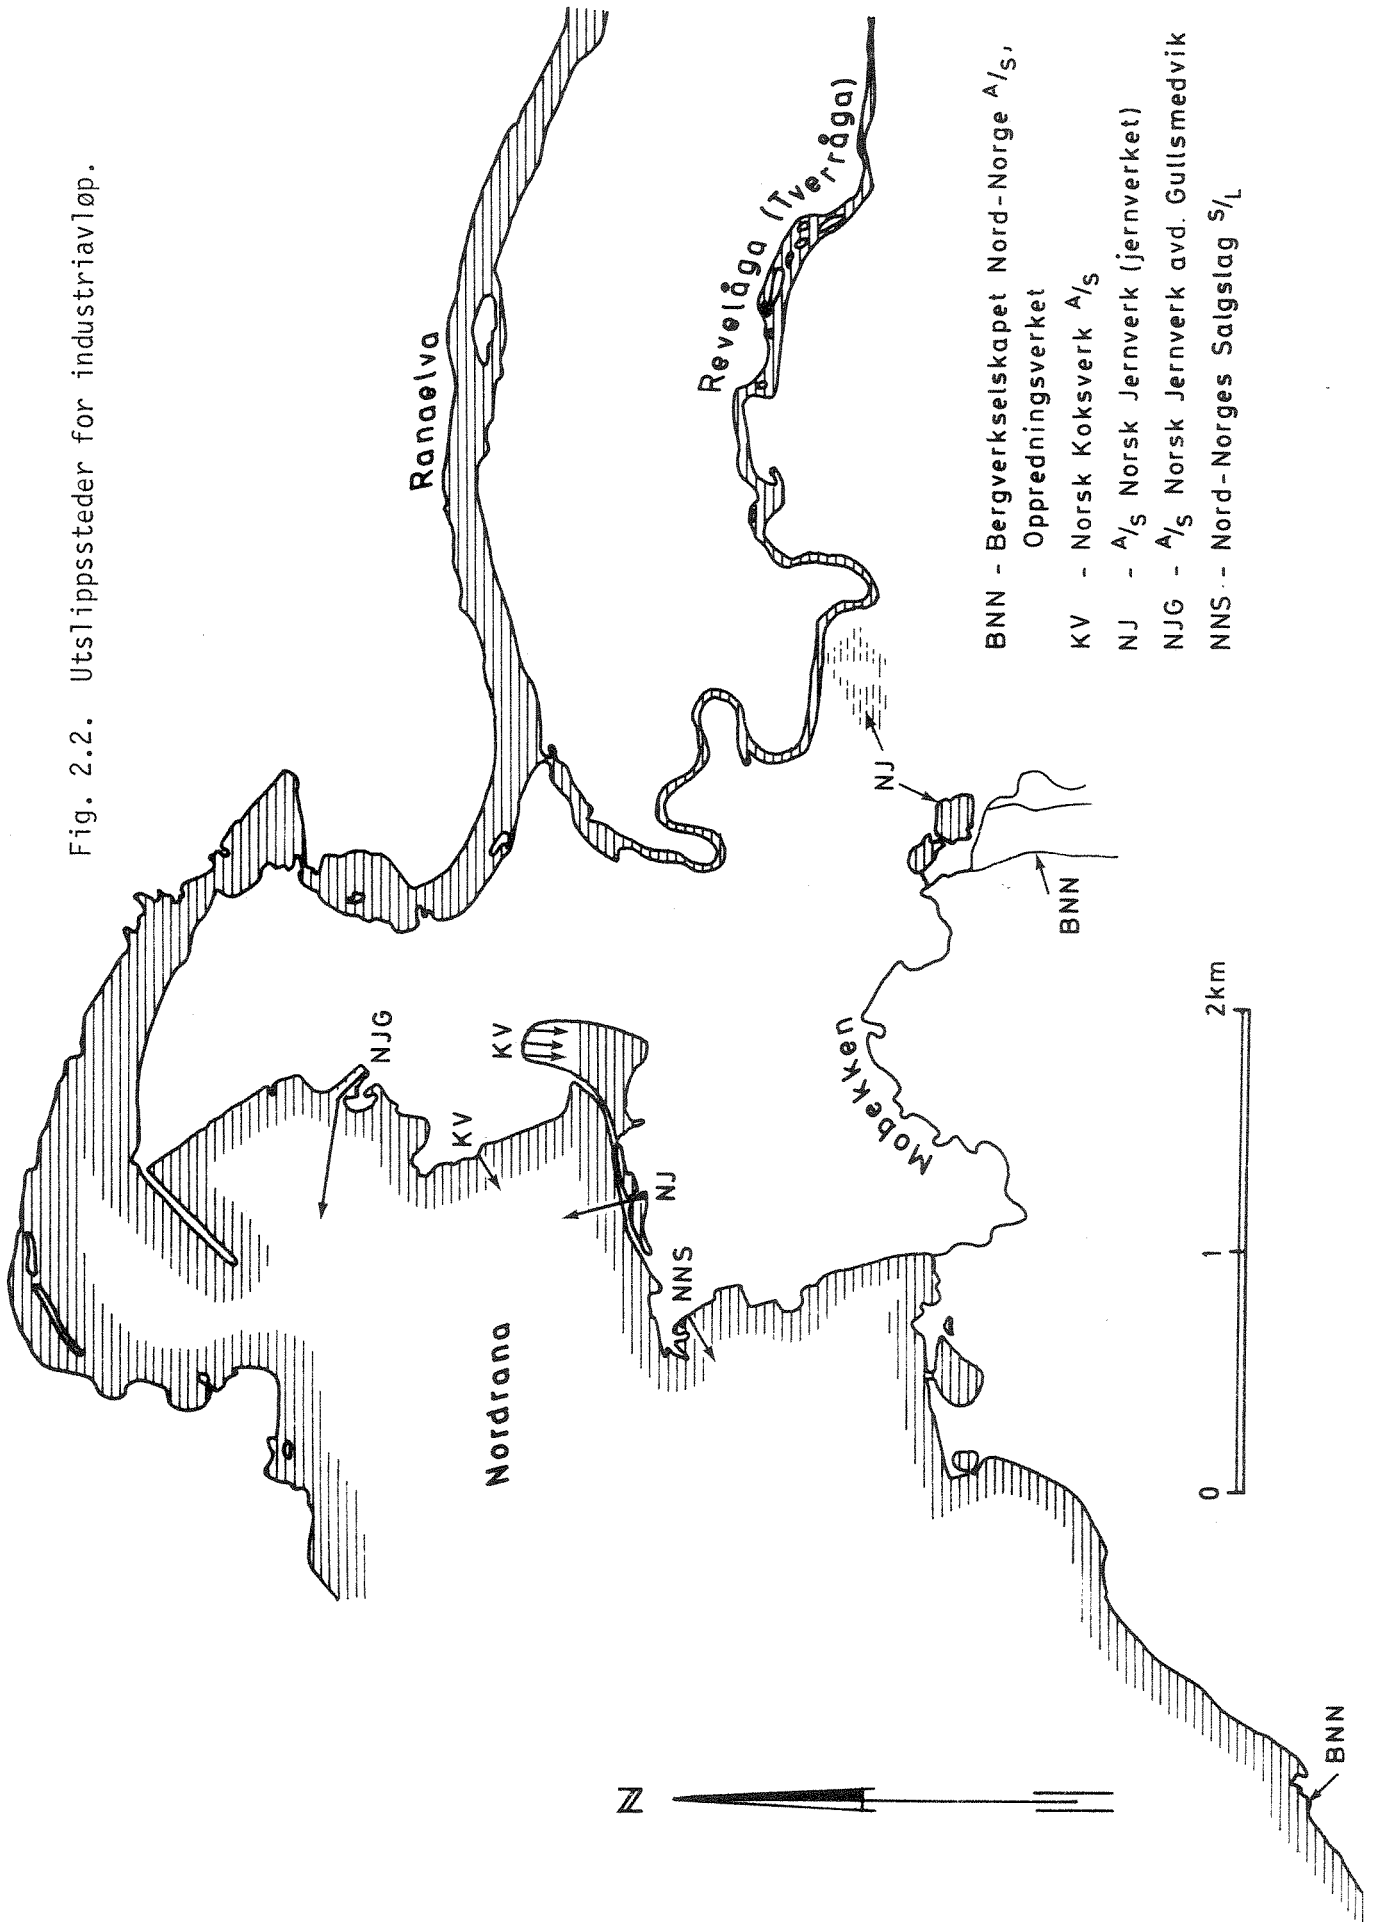 Fig. 2.2. Utslippssteder for industriavløp.
Ranaelva
Revelåga (Tverråga)
NJG
KV
KV
NJ
NNS
Nordrana
NJ
BNN
Mobekken
N
BNN
0 1 2km
BNN - Bergverkselskapet Nord-Norge A/S,
Oppredningsverket
KV - Norsk Koksverk A/S
NJ - A/S Norsk Jernverk (jernverket)
NJG - A/S Norsk Jernverk avd. Gullsmedvik
NNS - Nord-Norges Salgslag S/L